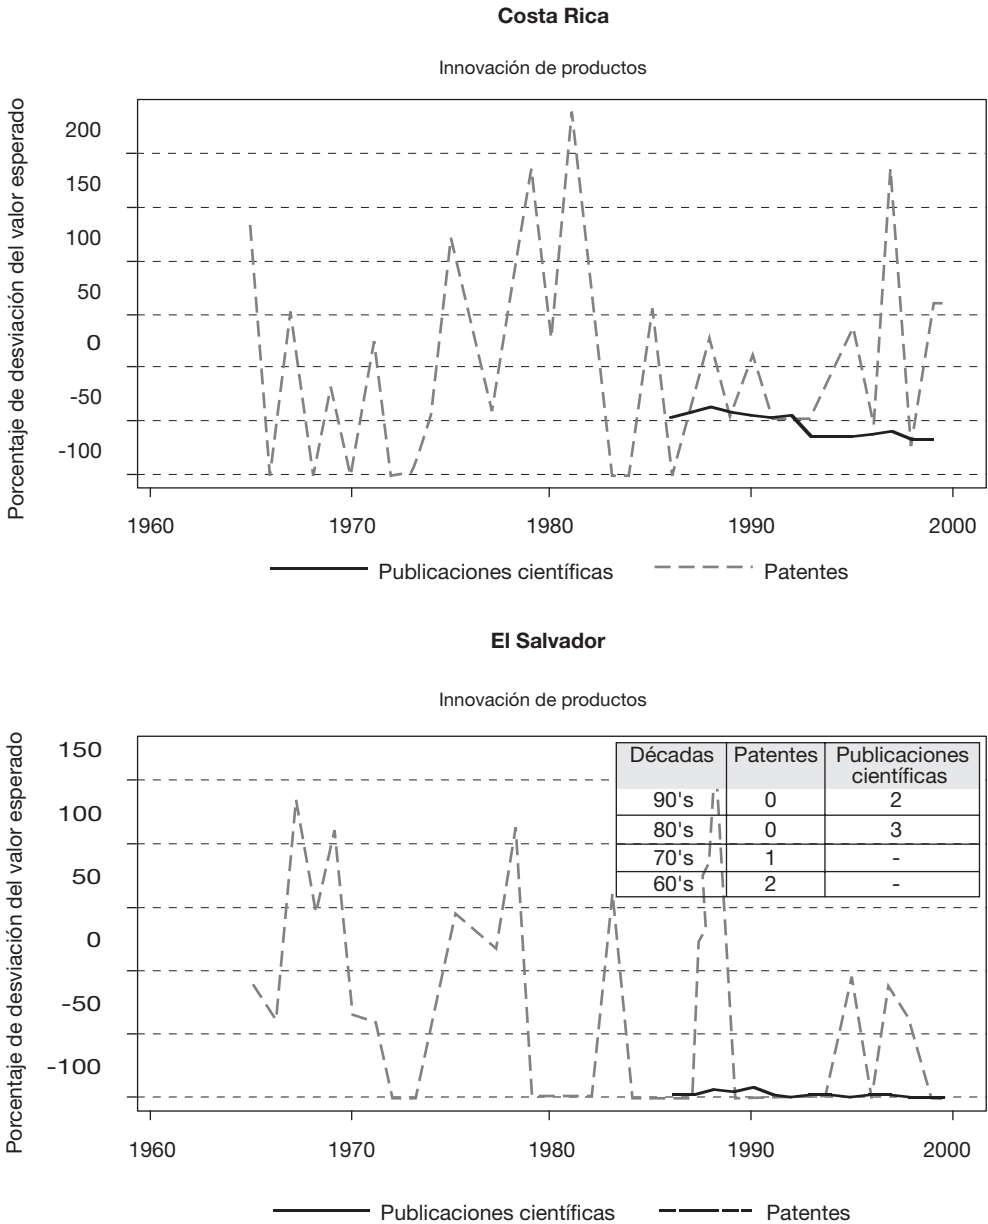 Costa Rica
Innovación de productos
Porcentaje de desviación del valor esperado
200
150
100
50
0
-50
-100
1960 1970 1980 1990 2000
Publicaciones científicas Patentes
El Salvador
Innovación de productos
Porcentaje de desviación del valor esperado
150
100
50
0
-50
-100
Décadas Patentes Publicaciones
científicas
90's 0 2
80's 0 3
70's 1 -
60's 2 -
1960 1970 1980 1990 2000
Publicaciones científicas Patentes